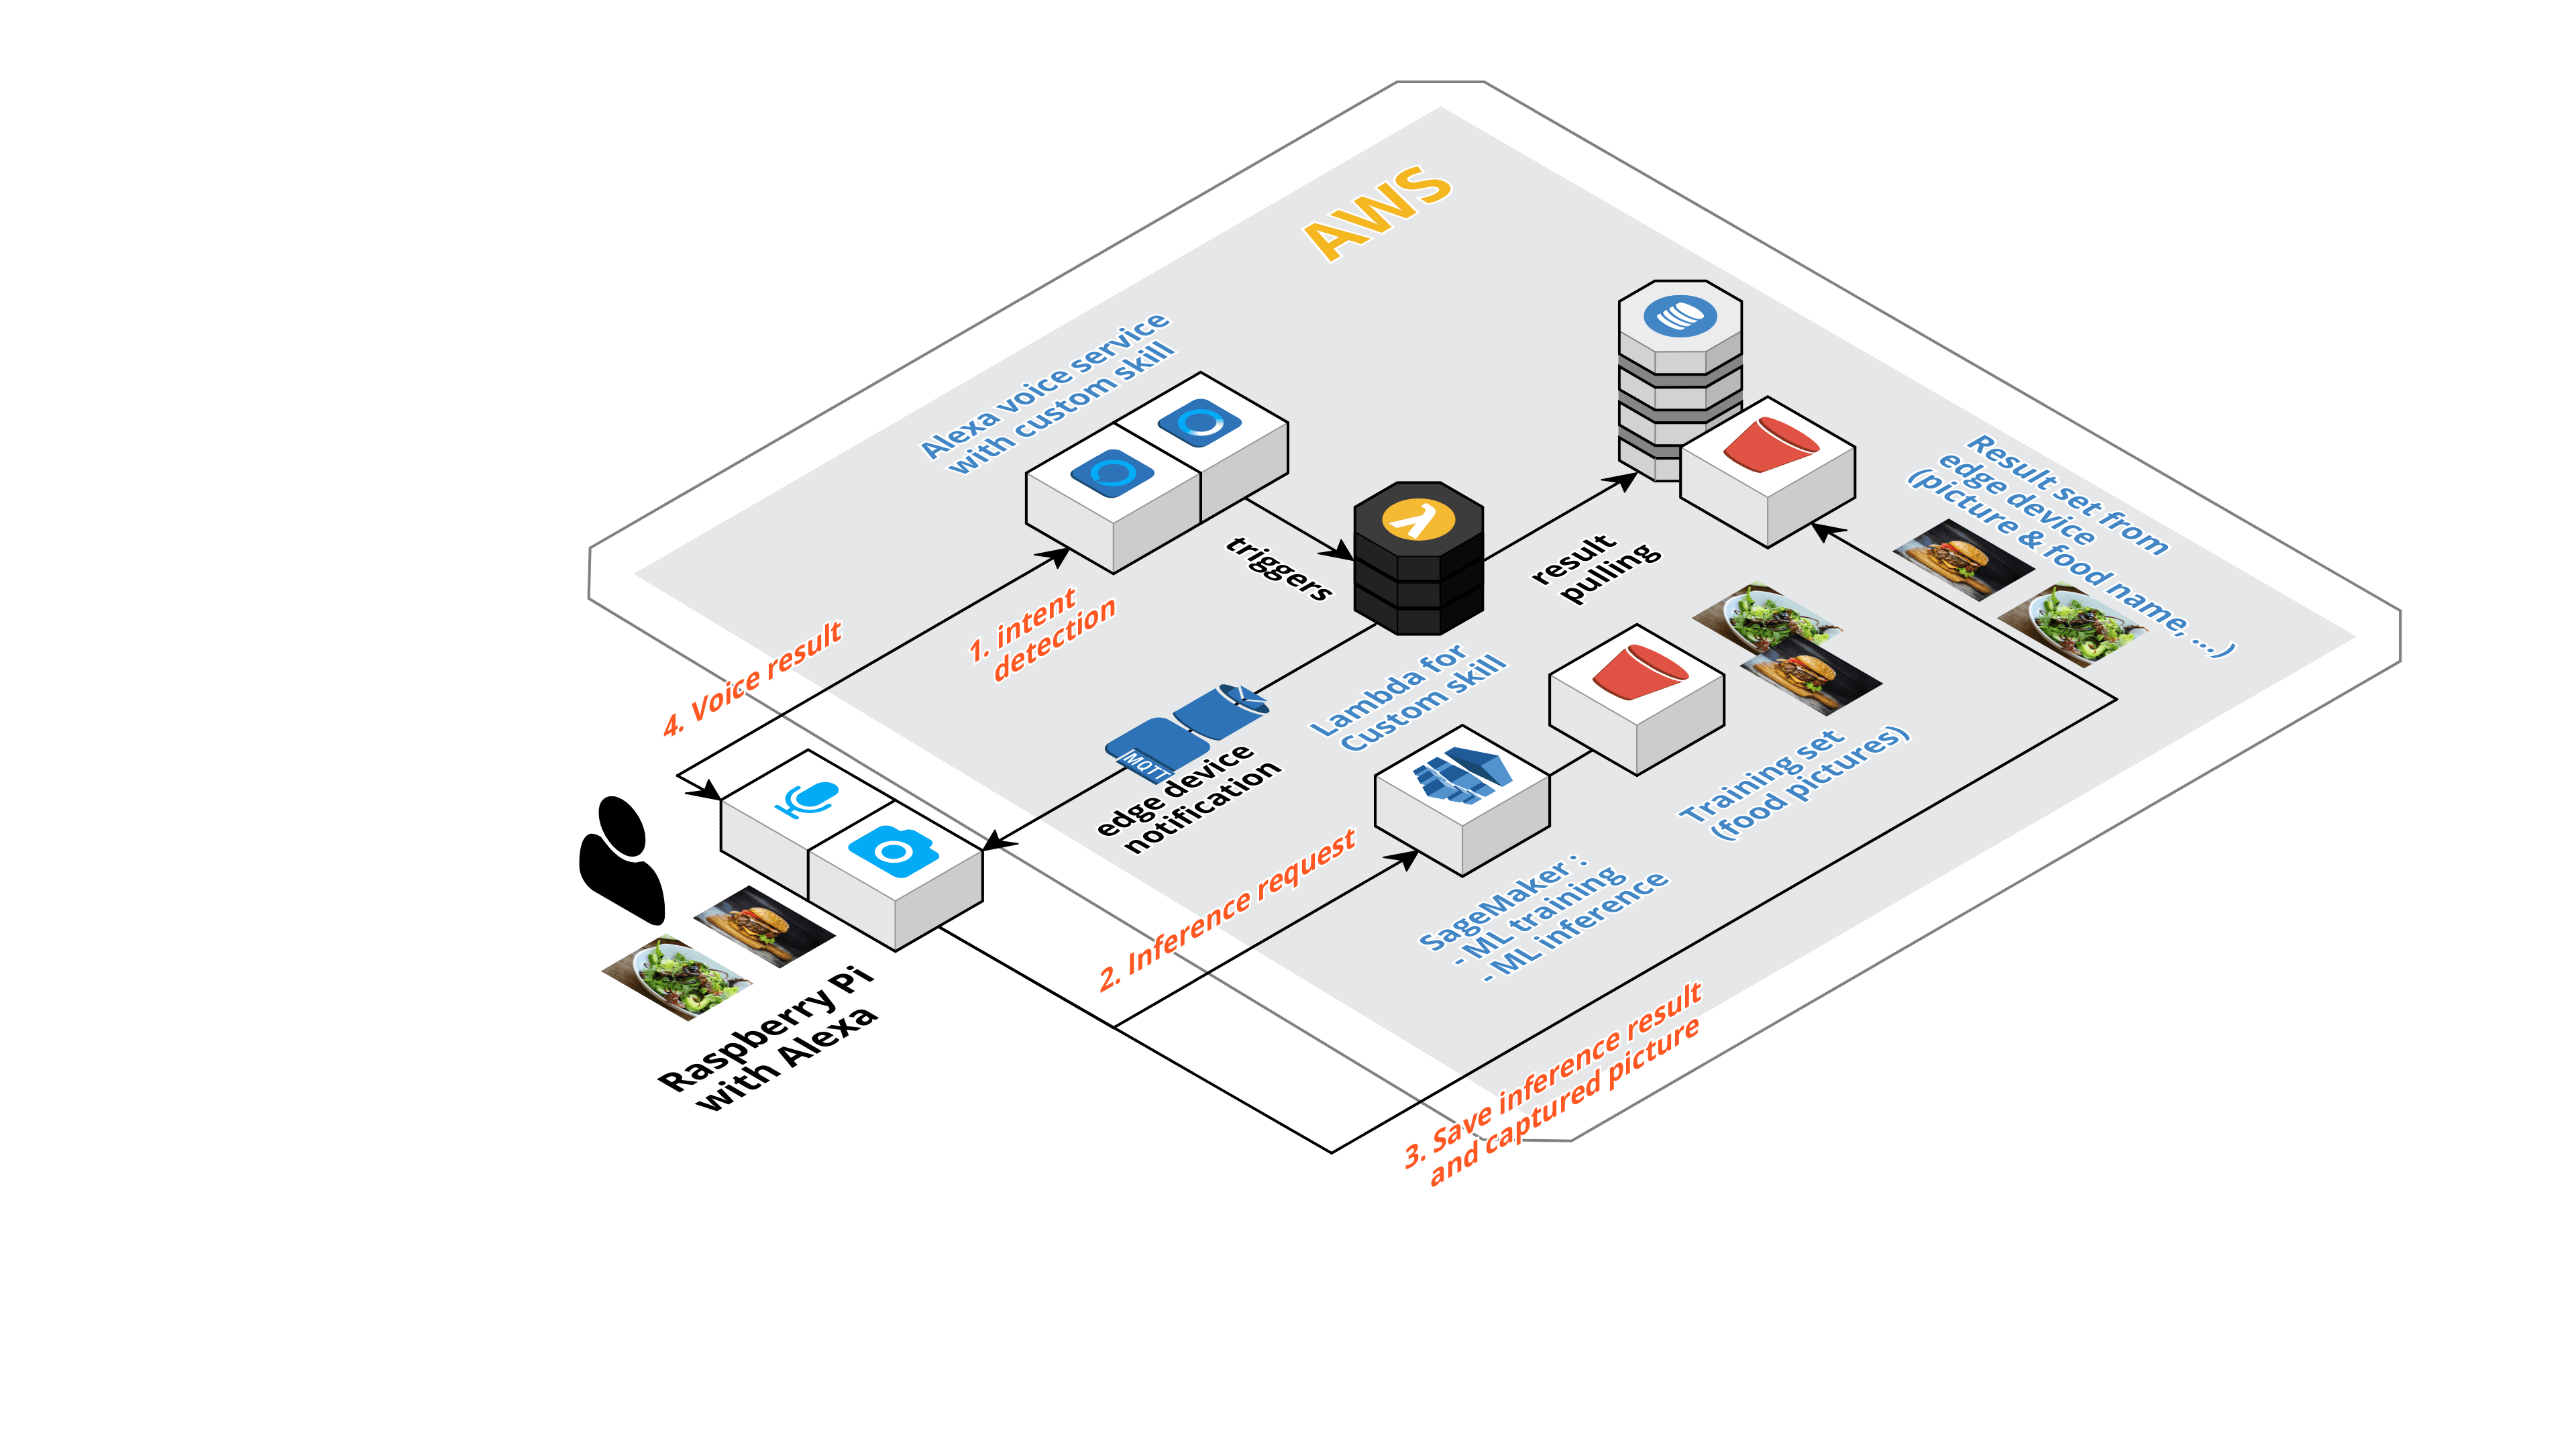 AWS
Alexa voice service
with custom skill
triggers
result
pulling
Result set from
edge device
(picture & food name, ...)
1. intent
detection
4. Voice result
Lambda for
Custom skill
MQTT
edge device
notification
Training set
(food pictures)
2. Inference request
SageMaker :
- ML training
- ML inference
Raspberry Pi
with Alexa
3. Save inference result
and captured picture